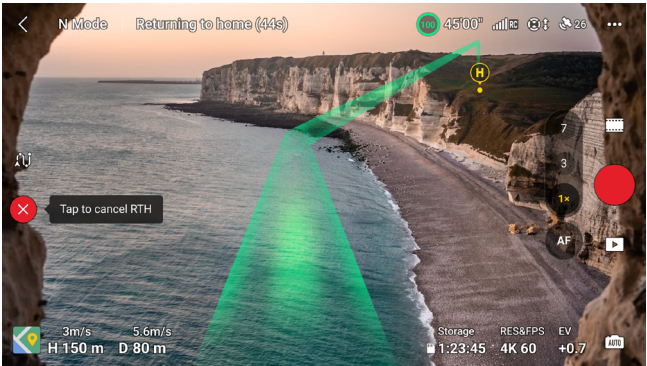 N Mode
Returning to home (44s)
100
45'00"
RC
26
H
7
3
1×
AF
Tap to cancel RTH
3m/s
5.6m/s
H 150 m
D 80 m
Storage
1:23:45
RES&FPS
4K 60
EV
+0.7
AUTO